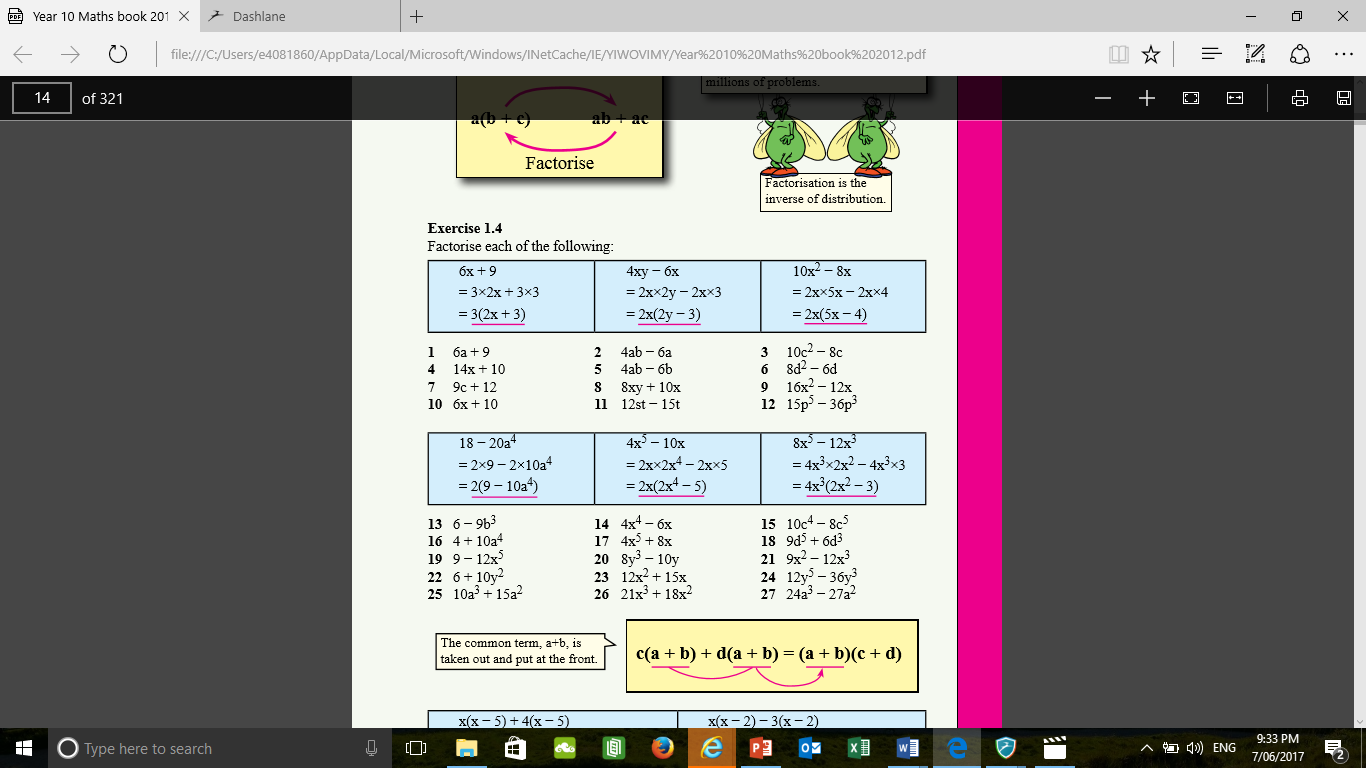 Year 10 Maths book 201
Dashlane
file:///C:/Users/e4081860/AppData/Local/Microsoft/Windows/INetCache/IE/YIWOVIMY/Year%2010%20Maths%20book%202012.pdf
14 of 321
millions of problems.
a(b + c) ab + ac
Factorise
Factorisation is the
inverse of distribution.
Exercise 1.4
Factorise each of the following:
6x + 9 4xy − 6x 10x² − 8x
= 3×2x + 3×3 = 2x×2y − 2x×3 = 2x×5x − 2x×4
= 3(2x + 3) = 2x(2y − 3) = 2x(5x − 4)
1 6a + 9 2 4ab − 6a 3 10c² − 8c
4 14x + 10 5 4ab − 6b 6 8d² − 6d
7 9c + 12 8 8xy + 10x 9 16x² − 12x
10 6x + 10 11 12st − 15t 12 15p⁵ − 36p³
18 − 20a⁴ 4x⁵ − 10x 8x⁵ − 12x³
= 2×9 − 2×10a⁴ = 2x×2x⁴ − 2x×5 = 4x³×2x² − 4x³×3
= 2(9 − 10a⁴) = 2x(2x⁴ − 5) = 4x³(2x² − 3)
13 6 − 9b³ 14 4x⁴ − 6x 15 10c⁴ − 8c⁵
16 4 + 10a⁴ 17 4x⁵ + 8x 18 9d⁵ + 6d³
19 9 − 12x⁵ 20 8y³ − 10y 21 9x² − 12x³
22 6 + 10y² 23 12x² + 15x 24 12y⁵ − 36y³
25 10a³ + 15a² 26 21x³ + 18x² 27 24a³ − 27a²
The common term, a+b, is
taken out and put at the front.
c(a + b) + d(a + b) = (a + b)(c + d)
x(x − 5) + 4(x − 5) x(x − 2) − 3(x − 2)
Type here to search
ENG
9:33 PM
7/06/2017
2